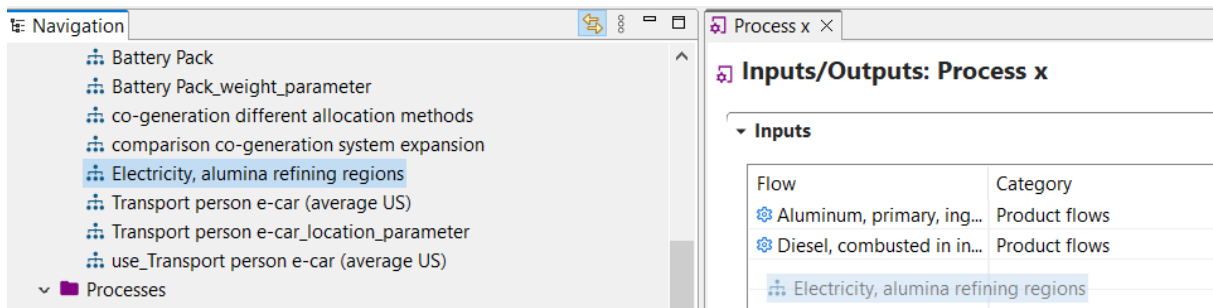 Navigation
Battery Pack
Battery Pack_weight_parameter
co-generation different allocation methods
comparison co-generation system expansion
Electricity, alumina refining regions
Transport person e-car (average US)
Transport person e-car_location_parameter
use_Transport person e-car (average US)
Processes
Process x
Inputs/Outputs: Process x
Inputs
Flow Category
Aluminum, primary, ing... Product flows
Diesel, combusted in in... Product flows
Electricity, alumina refining regions